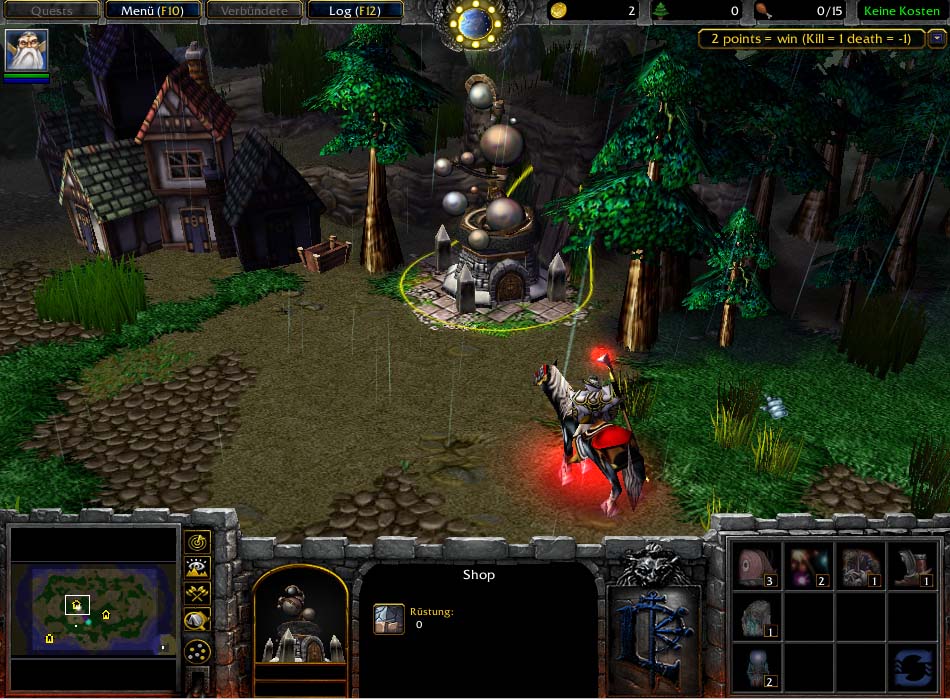 Quests
Menü (F10)
Verbündete
Log (F12)
2
0
0/15
Keine Kosten
2 points = win (Kill = 1 death = -1)
Shop
Rüstung:
0
3
2
1
1
1
2